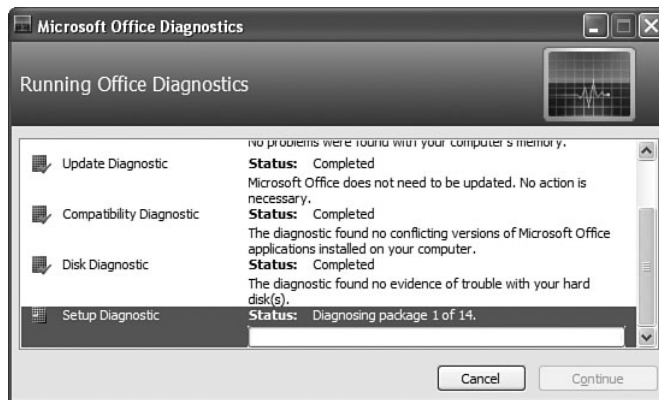 Microsoft Office Diagnostics
Running Office Diagnostics
No problems were found with your computer's memory.
Update Diagnostic
Status: Completed
Microsoft Office does not need to be updated. No action is
necessary.
Compatibility Diagnostic
Status: Completed
The diagnostic found no conflicting versions of Microsoft Office
applications installed on your computer.
Disk Diagnostic
Status: Completed
The diagnostic found no evidence of trouble with your hard
disk(s).
Setup Diagnostic
Status: Diagnosing package 1 of 14.
Cancel
Continue